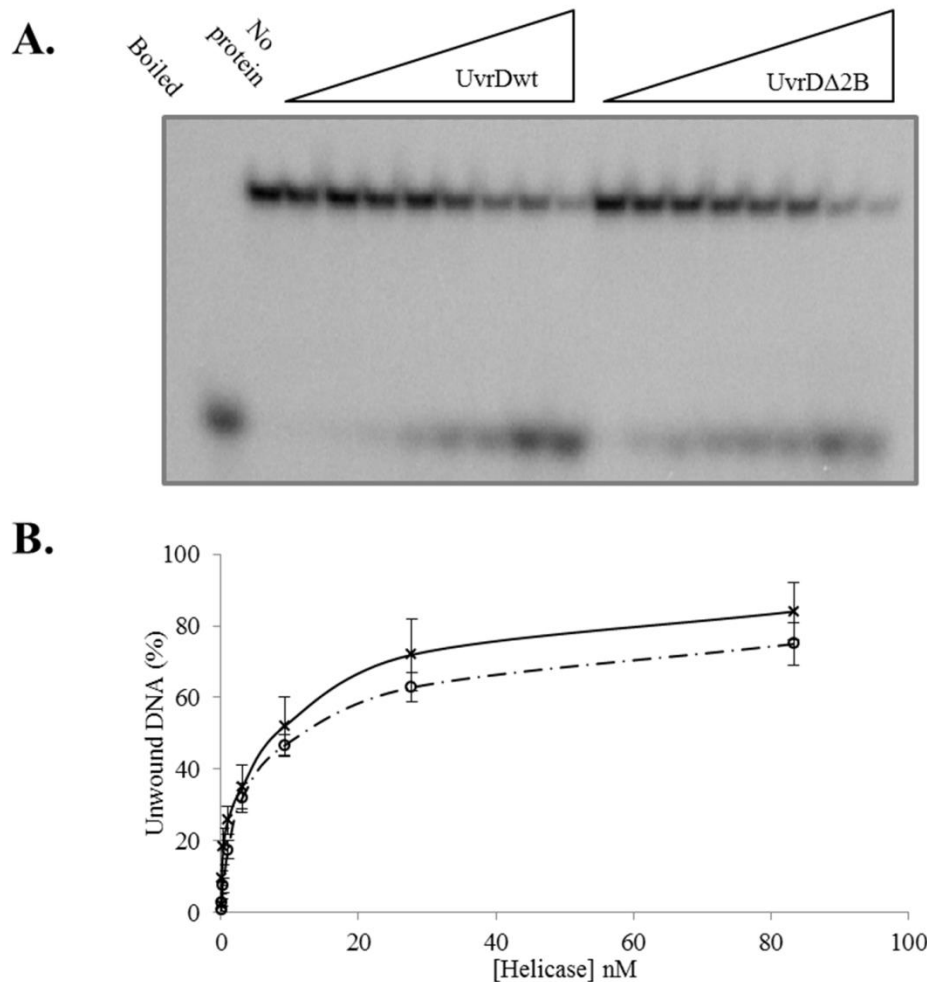 A.
Boiled
No
protein
UvrDwt
UvrDΔ2B
B.
Unwound DNA (%)
100
80
60
40
20
0
0 20 40 60 80 100
[Helicase] nM